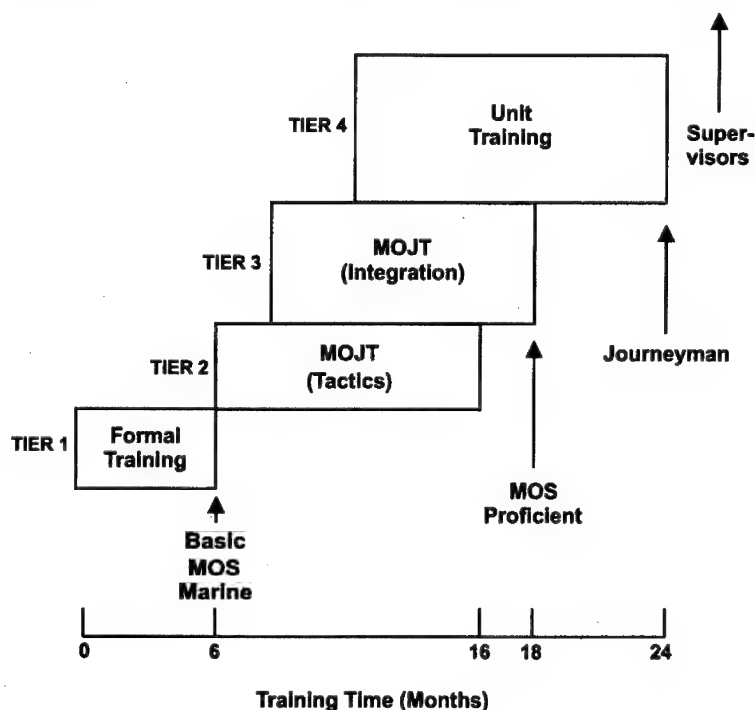 TIER 4
Unit
Training
Super-
visors
TIER 3
MOJT
(Integration)
Journeyman
TIER 2
MOJT
(Tactics)
TIER 1
Formal
Training
MOS
Proficient
Basic
MOS
Marine
0 6 16 18 24
Training Time (Months)